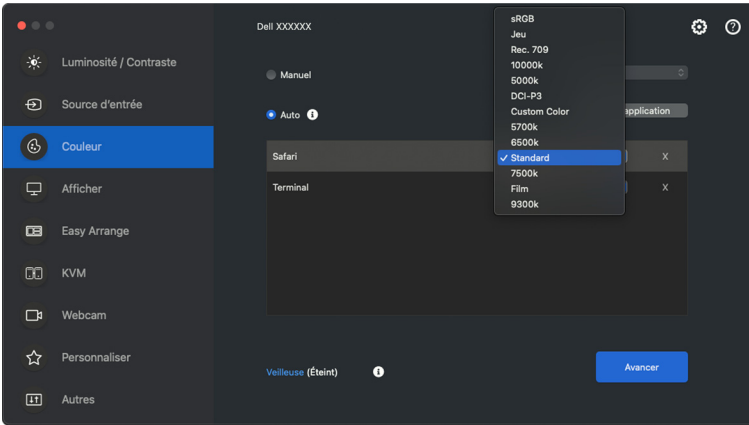 Dell XXXXXX
Luminosité / Contraste
Source d'entrée
Couleur
Afficher
Easy Arrange
KVM
Webcam
Personnaliser
Autres
Manuel
Auto
application
Safari
X
Terminal
X
sRGB
Jeu
Rec. 709
10000k
5000k
DCI-P3
Custom Color
5700k
6500k
Standard
7500k
Film
9300k
Veilleuse (Éteint)
Avancer